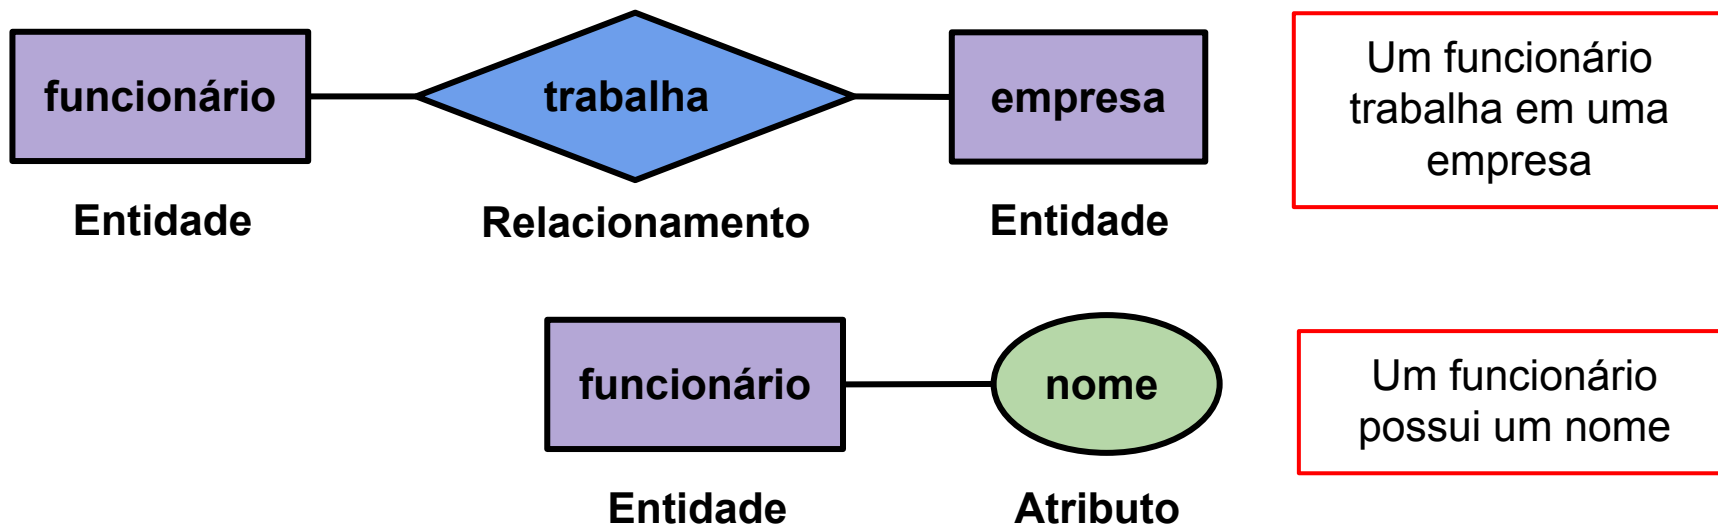 funcionário
trabalha
empresa
Um funcionário
trabalha em uma
empresa
Entidade
Relacionamento
Entidade
funcionário
nome
Um funcionário
possui um nome
Entidade
Atributo